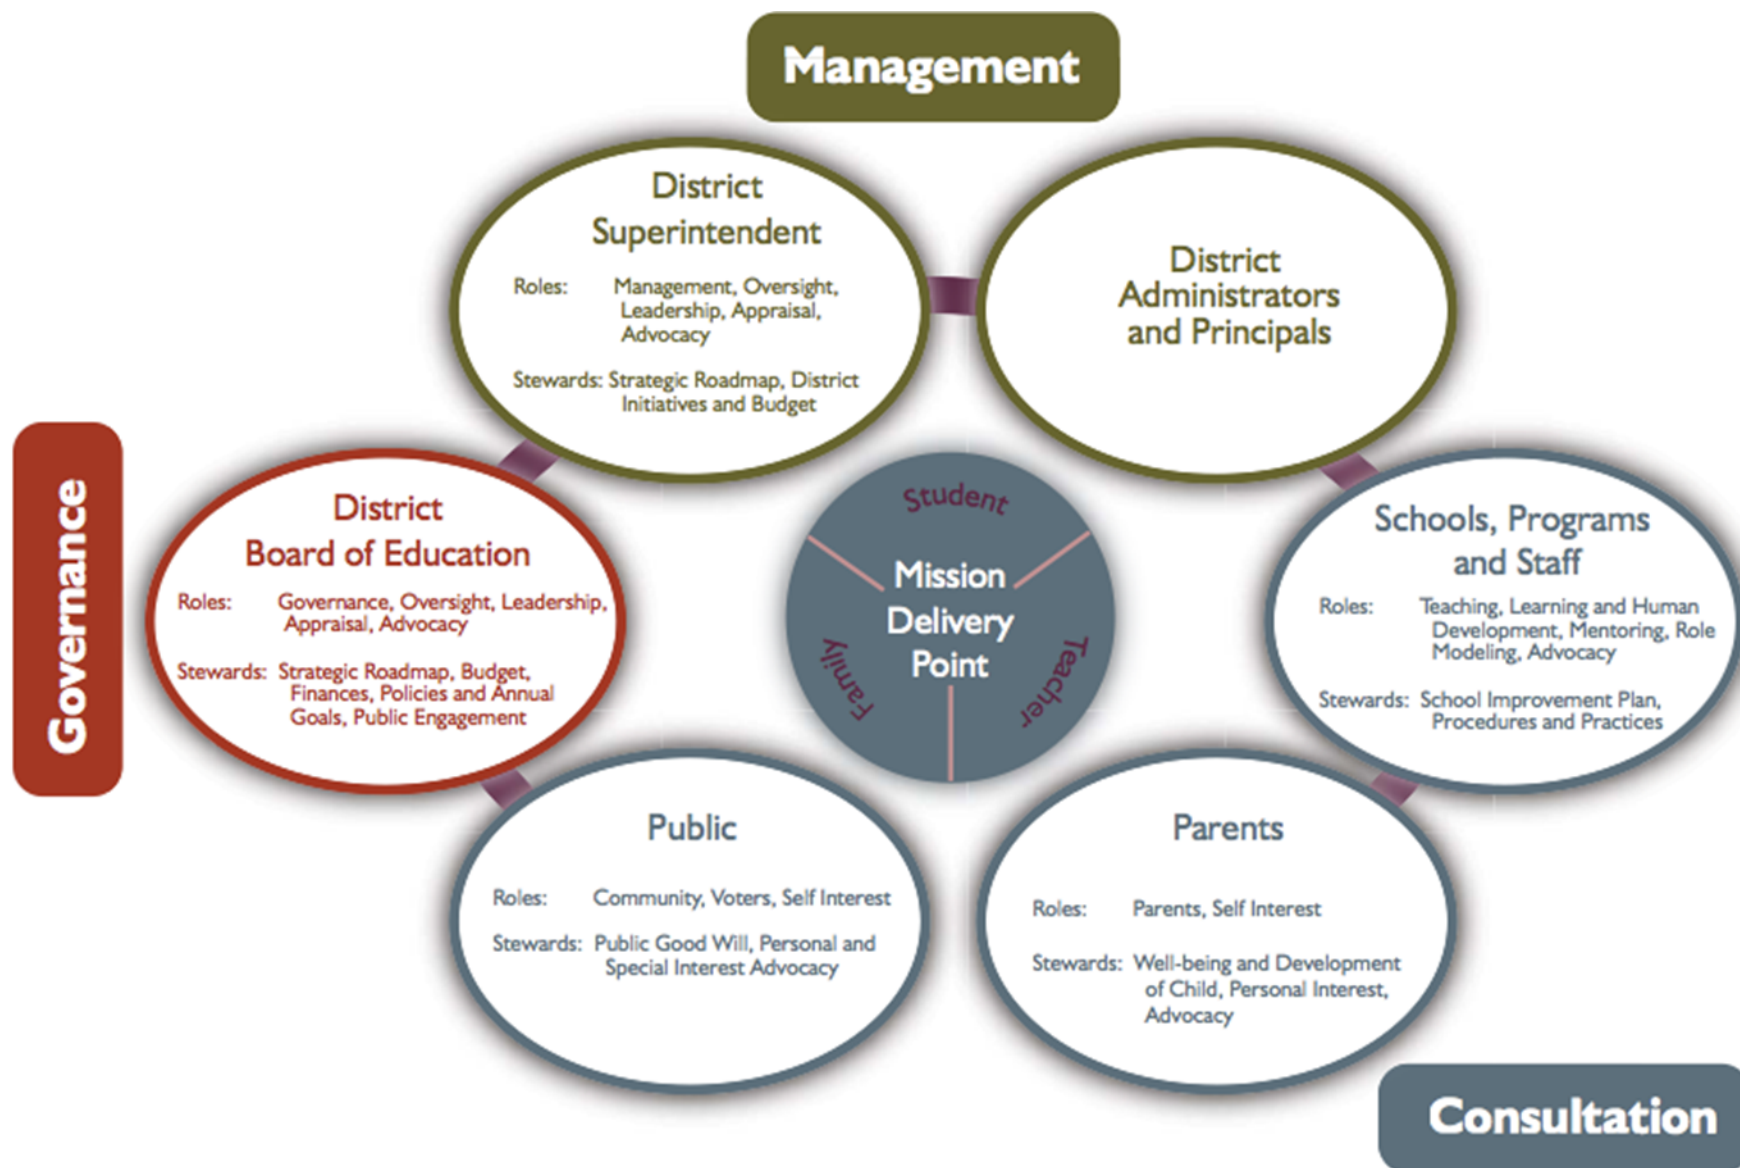 Management
District
Superintendent
Roles: Management, Oversight,
Leadership, Appraisal,
Advocacy
Stewards: Strategic Roadmap, District
Initiatives and Budget
District
Administrators
and Principals
Governance
District
Board of Education
Roles: Governance, Oversight, Leadership,
Appraisal, Advocacy
Stewards: Strategic Roadmap, Budget,
Finances, Policies and Annual
Goals, Public Engagement
Student
Mission
Delivery
Point
Family
Teacher
Schools, Programs
and Staff
Roles: Teaching, Learning and Human
Development, Mentoring, Role
Modeling, Advocacy
Stewards: School Improvement Plan,
Procedures and Practices
Public
Roles: Community, Voters, Self Interest
Stewards: Public Good Will, Personal and
Special Interest Advocacy
Parents
Roles: Parents, Self Interest
Stewards: Well-being and Development
of Child, Personal Interest,
Advocacy
Consultation